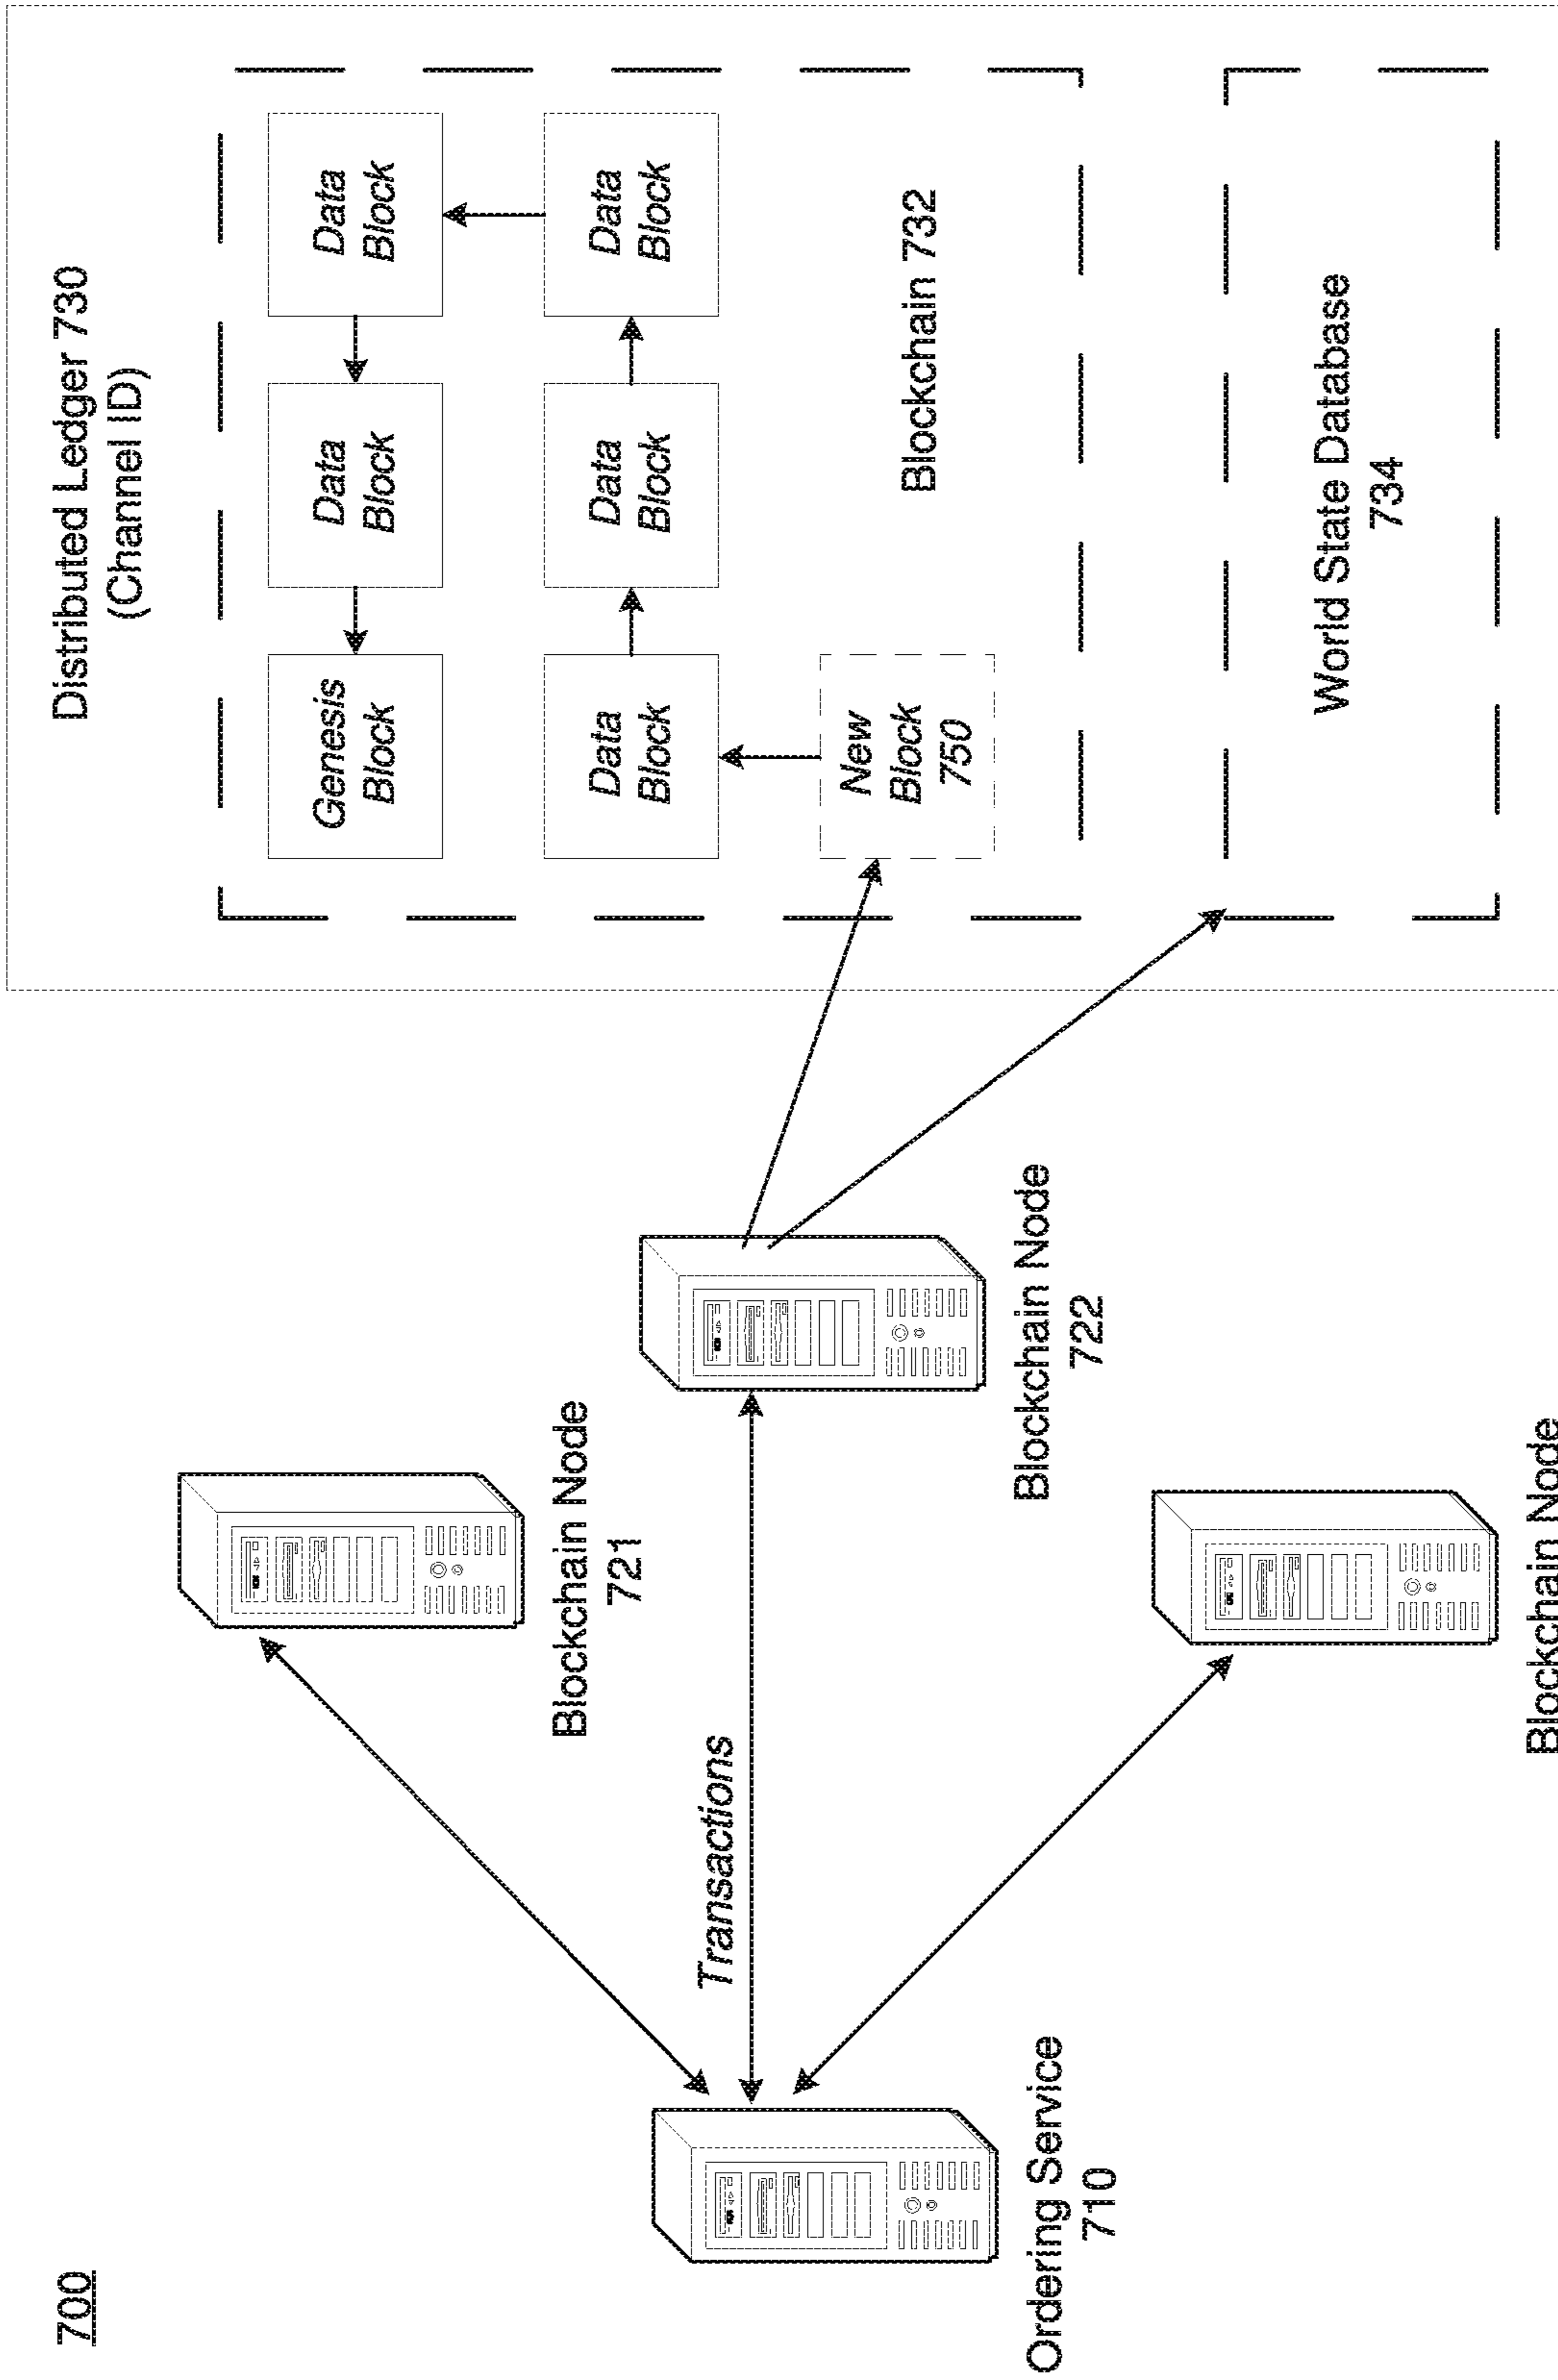 700
Distributed Ledger 730
(Channel ID)
Genesis
Block
Data
Block
Data
Block
Data
Block
Data
Block
Data
Block
New
Block
750
Blockchain 732
World State Database
734
Blockchain Node
721
Transactions
Blockchain Node
722
Ordering Service
710
Blockchain Node